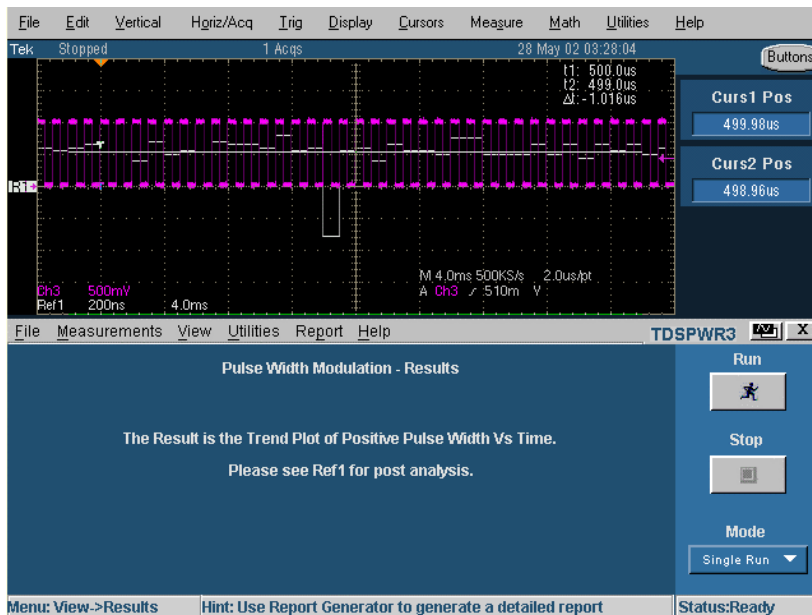 File Edit Vertical Horiz/Acq Trig Display Cursors Measure Math Utilities Help
Tek Stopped 1 Acqs 28 May 02 03:28:04
Buttons
t1: 500.0us
t2: 499.0us
Δt: -1.016us
Curs1 Pos
499.98us
Curs2 Pos
498.96us
R1
M 4.0ms 500KS/s 2.0us/pt
Ch3 500mV
A Ch3 510m V
Ref1 200ns 4.0ms
File Measurements View Utilities Report Help
TDSPWR3 X
Pulse Width Modulation - Results
Run
The Result is the Trend Plot of Positive Pulse Width Vs Time.
Stop
Please see Ref1 for post analysis.
Mode
Single Run
Menu: View->Results Hint: Use Report Generator to generate a detailed report Status:Ready